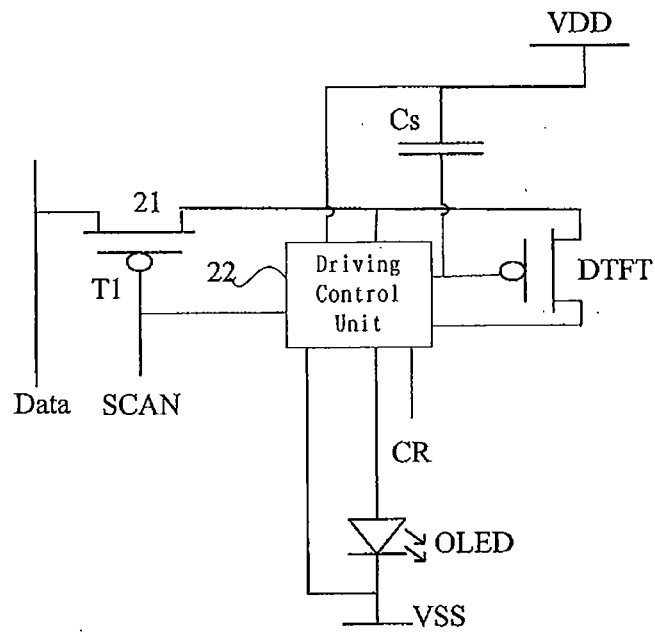 VDD
Cs
21
T1
22
Driving
Control
Unit
DTFT
Data
SCAN
CR
OLED
VSS